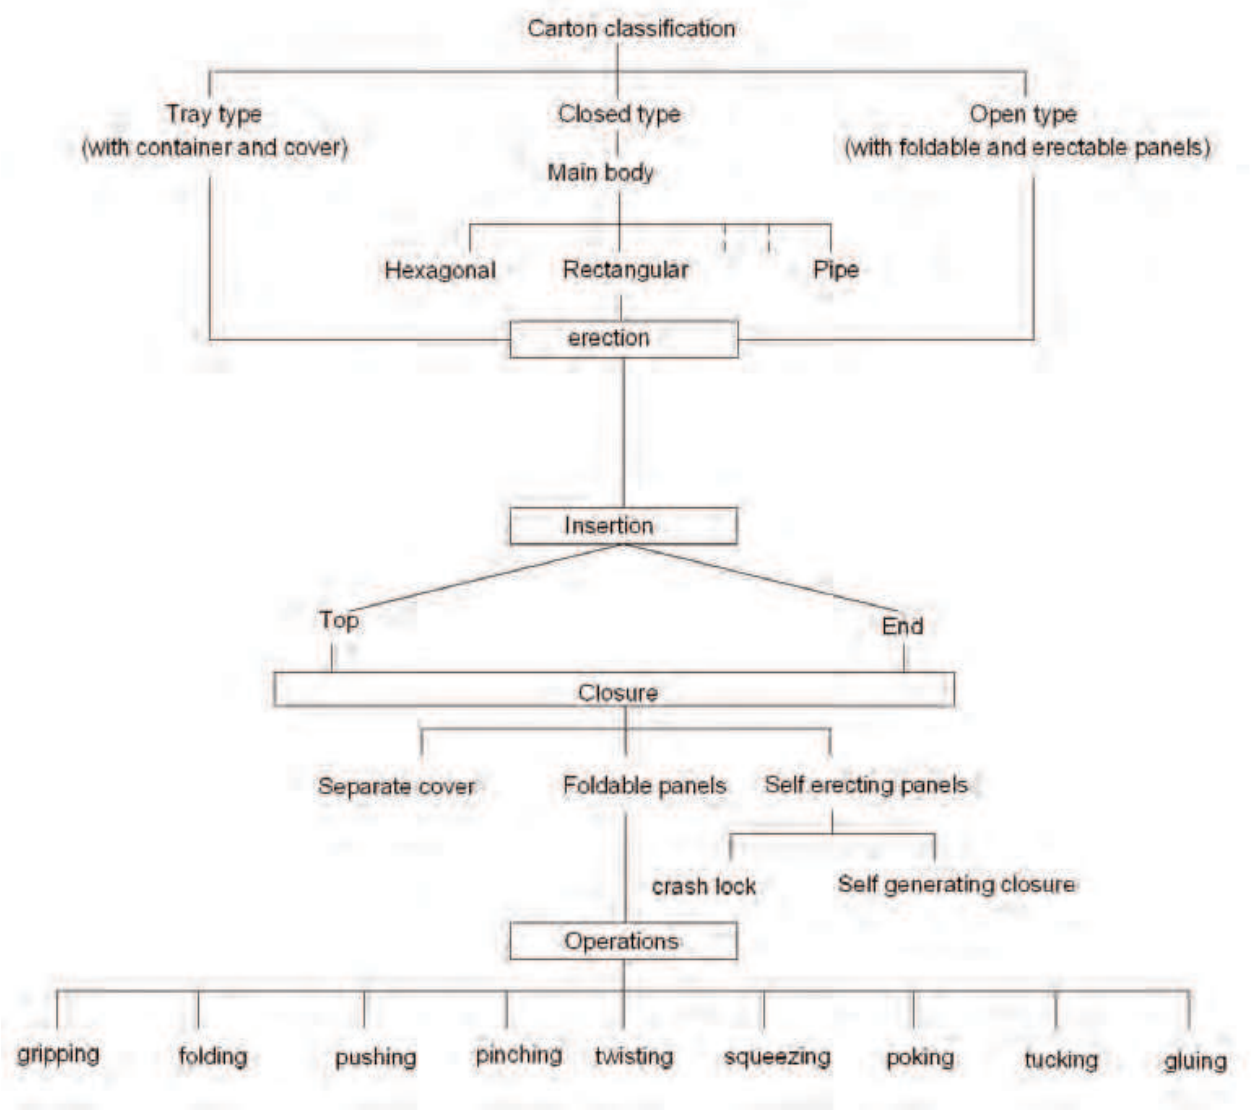 Carton classification
Tray type
(with container and cover)
Closed type
Open type
(with foldable and erectable panels)
Main body
Hexagonal
Rectangular
Pipe
erection
Insertion
Top
End
Closure
Separate cover
Foldable panels
Self erecting panels
crash lock
Self generating closure
Operations
gripping
folding
pushing
pinching
twisting
squeezing
poking
tucking
gluing